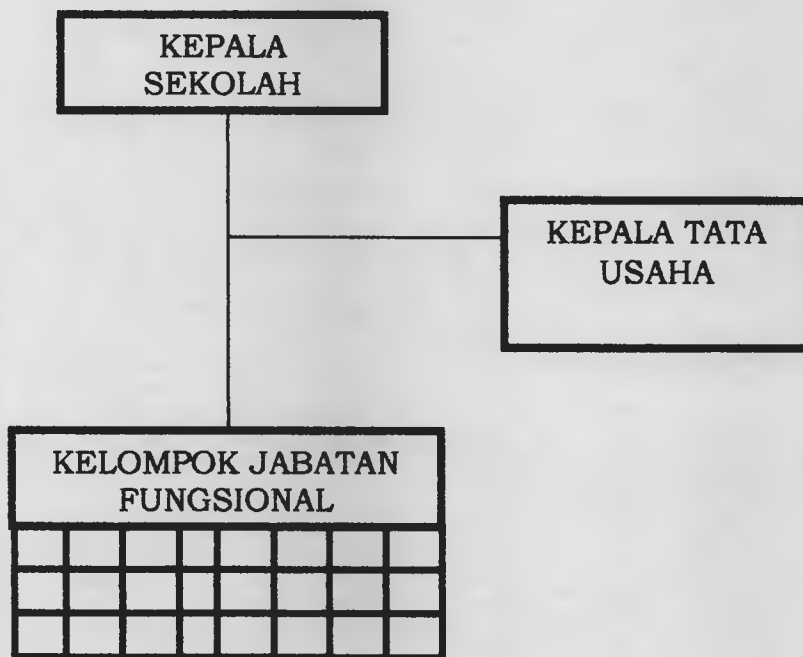 KEPALA
SEKOLAH
KEPALA TATA
USAHA
KELOMPOK JABATAN
FUNGSIONAL